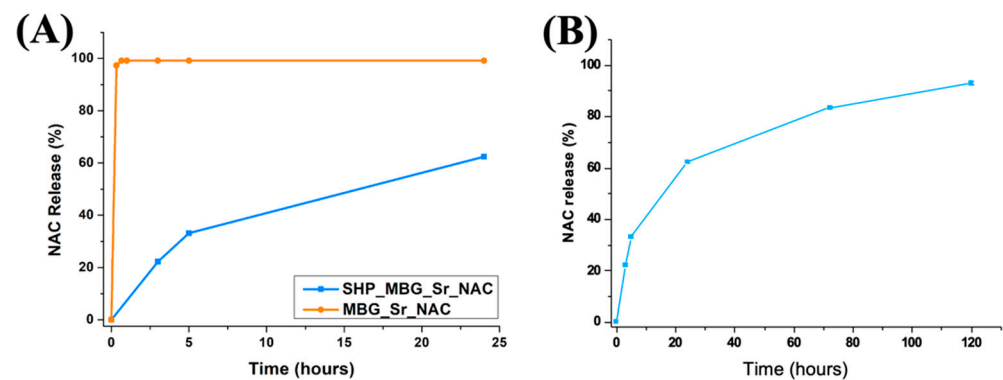 (A)
NAC Release (%)
100
80
60
40
20
0
0 5 10 15 20 25
Time (hours)
SHP_MBG_Sr_NAC
MBG_Sr_NAC
(B)
NAC release (%)
100
80
60
40
20
0
0 20 40 60 80 100 120
Time (hours)